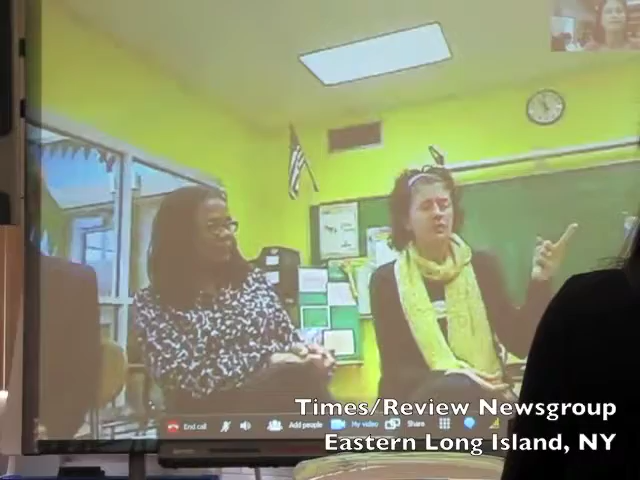 End call
Add people
My video
Share
Times/Review Newsgroup
Eastern Long Island, NY